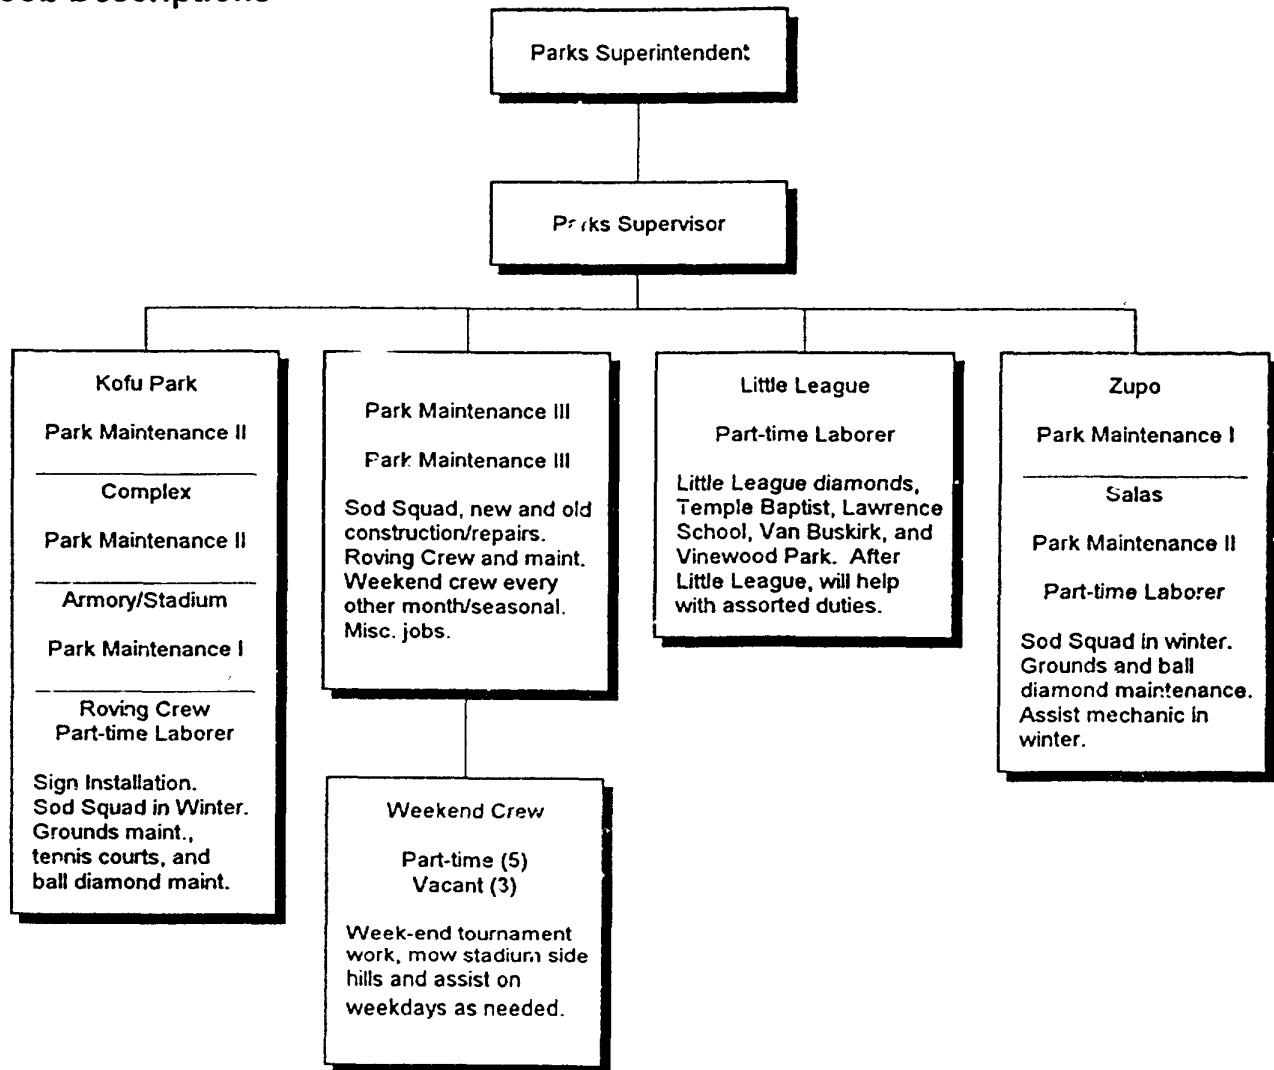 Job Descriptions
Parks Superintendent
Parks Supervisor
Kofu Park
Park Maintenance II
Complex
Park Maintenance II
Armory/Stadium
Park Maintenance I
Roving Crew
Part-time Laborer
Sign Installation.
Sod Squad in Winter.
Grounds maint.,
tennis courts, and
ball diamond maint.
Park Maintenance III
Park Maintenance III
Sod Squad, new and old
construction/repairs.
Roving Crew and maint.
Weekend crew every
other month/seasonal.
Misc. jobs.
Weekend Crew
Part-time (5)
Vacant (3)
Week-end tournament
work, mow stadium side
hills and assist on
weekdays as needed.
Little League
Part-time Laborer
Little League diamonds,
Temple Baptist, Lawrence
School, Van Buskirk, and
Vinewood Park. After
Little League, will help
with assorted duties.
Zupo
Park Maintenance I
Salas
Park Maintenance II
Part-time Laborer
Sod Squad in winter.
Grounds and ball
diamond maintenance.
Assist mechanic in
winter.